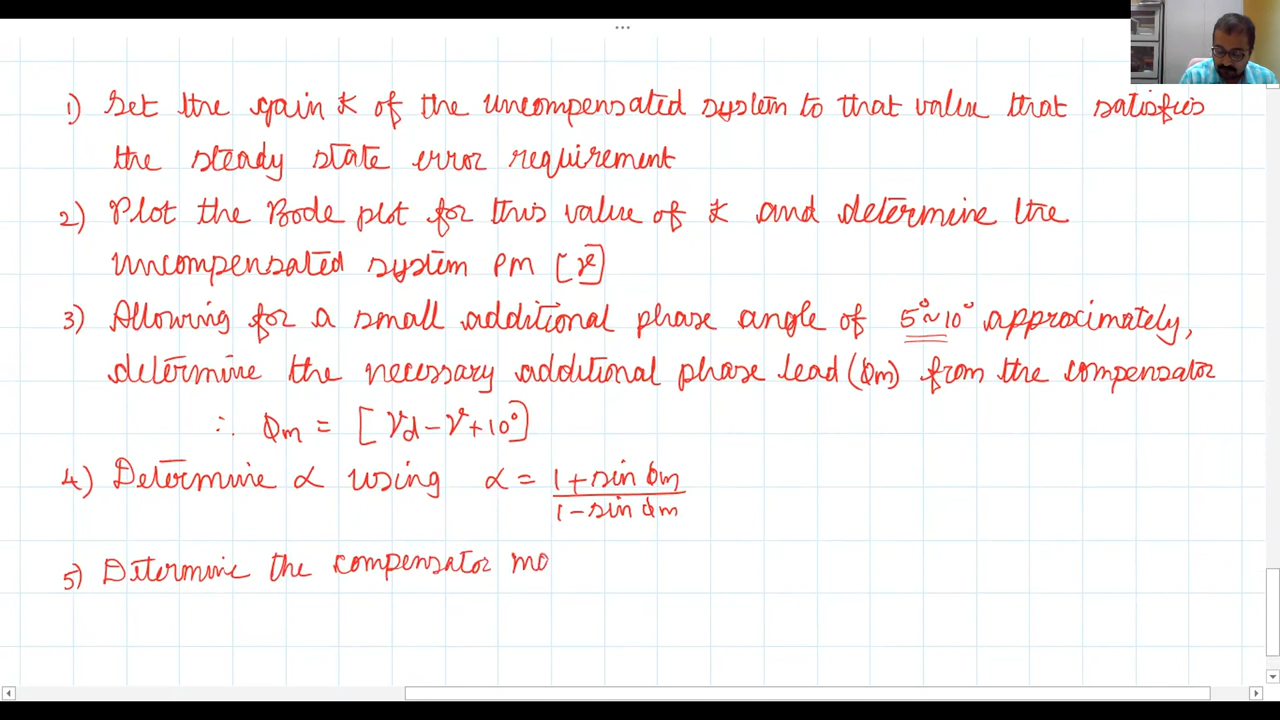 1) Set the gain K of the uncompensated system to that value that satisfies
the steady state error requirement
2) Plot the Bode plot for this value of K and determine the
uncompensated system PM [γ]
3) Allowing for a small additional phase angle of 5°~10° approximately,
determine the necessary additional phase lead (Φm) from the compensator
∴ Φm = [γd - γ + 10°]
4) Determine α using α = 1 + sin Φm / 1 - sin Φm
5) Determine the compensator mo